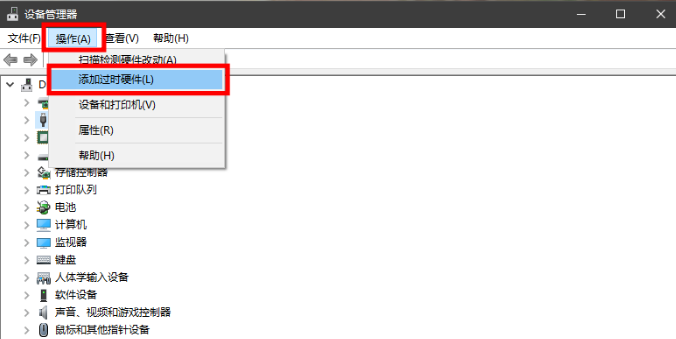 设备管理器
文件(F) 操作(A) 查看(V) 帮助(H)
扫描检测硬件改动(A)
添加过时硬件(L)
设备和打印机(V)
属性(R)
帮助(H)
D
存储控制器
打印队列
电池
计算机
监视器
键盘
人体学输入设备
软件设备
声音、视频和游戏控制器
鼠标和其他指针设备